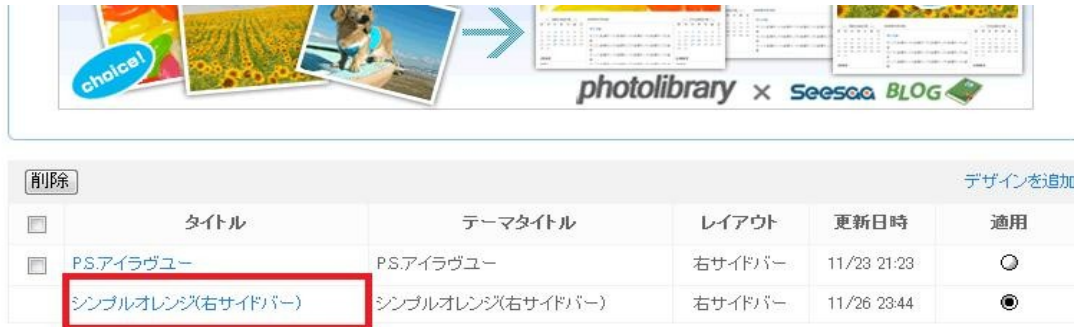 choice!
photolibrary × Seesaa BLOG
削除
デザインを追加
タイトル テーマタイトル レイアウト 更新日時 適用
P.S.アイラヴユー P.S.アイラヴユー 右サイドバー 11/23 21:23
シンプルオレンジ(右サイドバー) シンプルオレンジ(右サイドバー) 右サイドバー 11/26 23:44